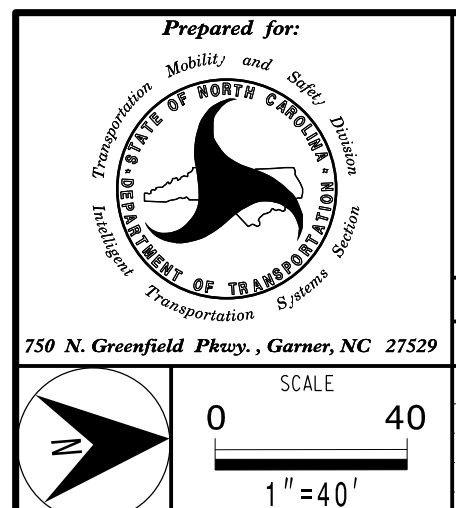 Prepared for:
Transportation Mobility and Safety Division
STATE OF NORTH CAROLINA
DEPARTMENT OF TRANSPORTATION
Intelligent Transportation Systems Section
750 N. Greenfield Pkwy. , Garner, NC 27529
N
SCALE
0 40
1"=40'